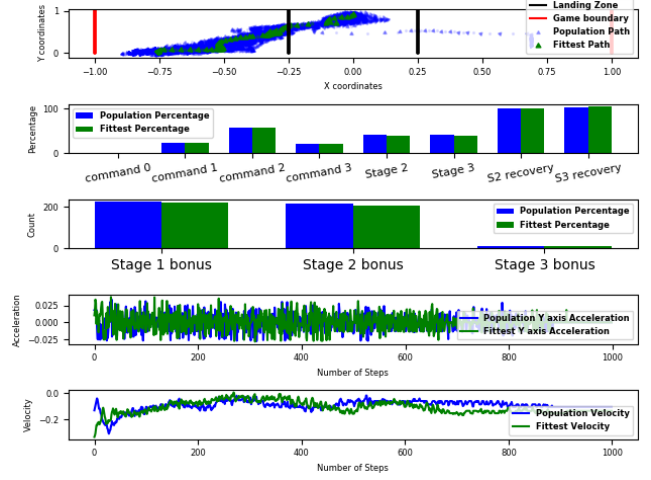 Landing Zone
Game boundary
Population Path
Fittest Path
Y coordinates
1
0
−1.00
−0.75
−0.50
−0.25
0.00
0.25
0.50
0.75
1.00
X coordinates
Percentage
100
0
Population Percentage
Fittest Percentage
command 0
command 1
command 2
command 3
Stage 2
Stage 3
S2 recovery
S3 recovery
Count
200
0
Population Percentage
Fittest Percentage
Stage 1 bonus
Stage 2 bonus
Stage 3 bonus
Acceleration
0.025
0.000
−0.025
Population Y axis Acceleration
Fittest Y axis Acceleration
0
200
400
600
800
1000
Number of Steps
Velocity
0.0
−0.2
Population Velocity
Fittest Velocity
0
200
400
600
800
1000
Number of Steps